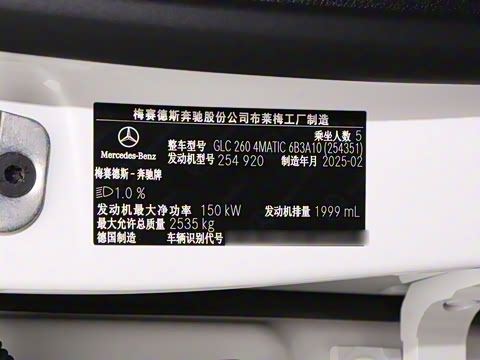 梅赛德斯奔驰股份公司布莱梅工厂制造
乘坐人数 5
Mercedes-Benz
整车型号 GLC 260 4MATIC 6B3A10 (254351)
发动机型号 254 920 制造年月 2025-02
梅赛德斯-奔驰牌
1.0 %
发动机最大净功率 150 kW 发动机排量 1999 mL
最大允许总质量 2535 kg
德国制造 车辆识别代号